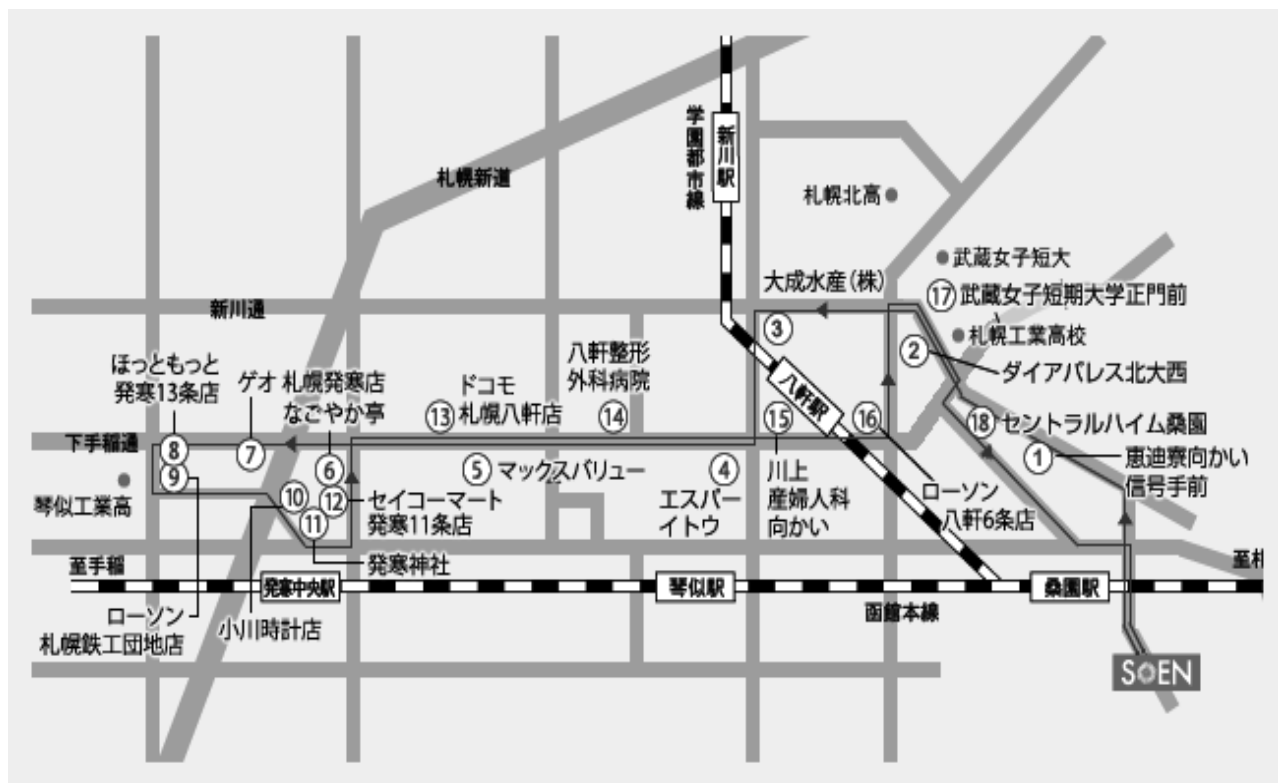 学園都市線
新川駅
札幌新道
札幌北高
武蔵女子短大
大成水産(株)
⑰ 武蔵女子短期大学正門前
新川通
札幌工業高校
③
②
ダイアパレス北大西
ほっともっと
発寒13条店
ゲオ 札幌発寒店
なごやか亭
ドコモ
札幌八軒店
八軒整形
外科病院
八軒駅
⑬
⑭
⑮
⑯
⑱ セントラルハイム桑園
下手稲通
⑧
⑦
⑥
⑤ マックスバリュー
④
①
恵迪寮向かい
信号手前
⑨
琴似工業高
⑩
⑪
⑫
セイコーマート
発寒11条店
エスパー
イトウ
川上
産婦人科
向かい
ローソン
八軒6条店
発寒神社
至手稲
至札
発寒中央駅
琴似駅
桑園駅
函館本線
ローソン
札幌鉄工団地店
小川時計店
SOEN